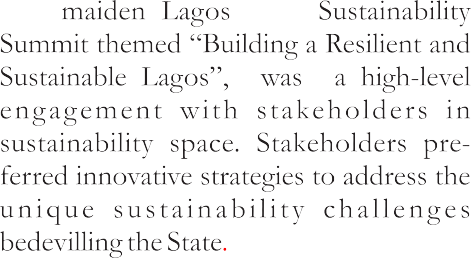 maiden Lagos Sustainability
Summit themed “Building a Resilient and
Sustainable Lagos”, was a high-level
engagement with stakeholders in
sustainability space. Stakeholders pre-
ferred innovative strategies to address the
unique sustainability challenges
bedevilling the State.